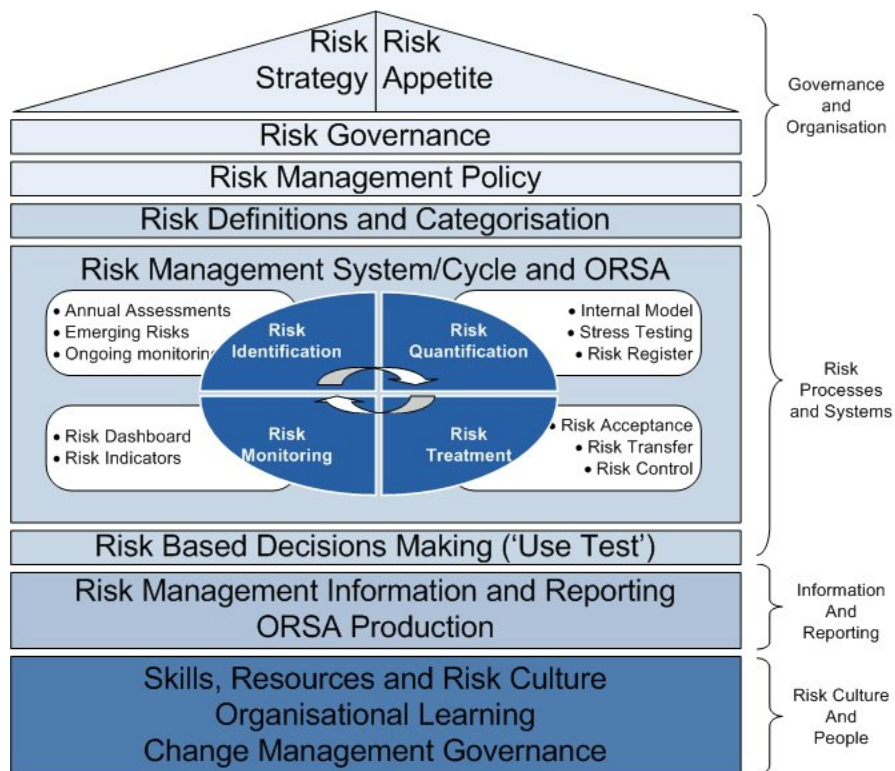 Risk Strategy
Risk Appetite
Governance
and
Organisation
Risk Governance
Risk Management Policy
Risk Definitions and Categorisation
Risk Management System/Cycle and ORSA
• Annual Assessments
• Emerging Risks
• Ongoing monitoring
Risk
Identification
Risk
Quantification
• Internal Model
• Stress Testing
• Risk Register
• Risk Dashboard
• Risk Indicators
Risk
Monitoring
Risk
Treatment
• Risk Acceptance
• Risk Transfer
• Risk Control
Risk
Processes
and Systems
Risk Based Decisions Making (‘Use Test’)
Risk Management Information and Reporting
ORSA Production
Information
And
Reporting
Skills, Resources and Risk Culture
Organisational Learning
Change Management Governance
Risk Culture
And
People